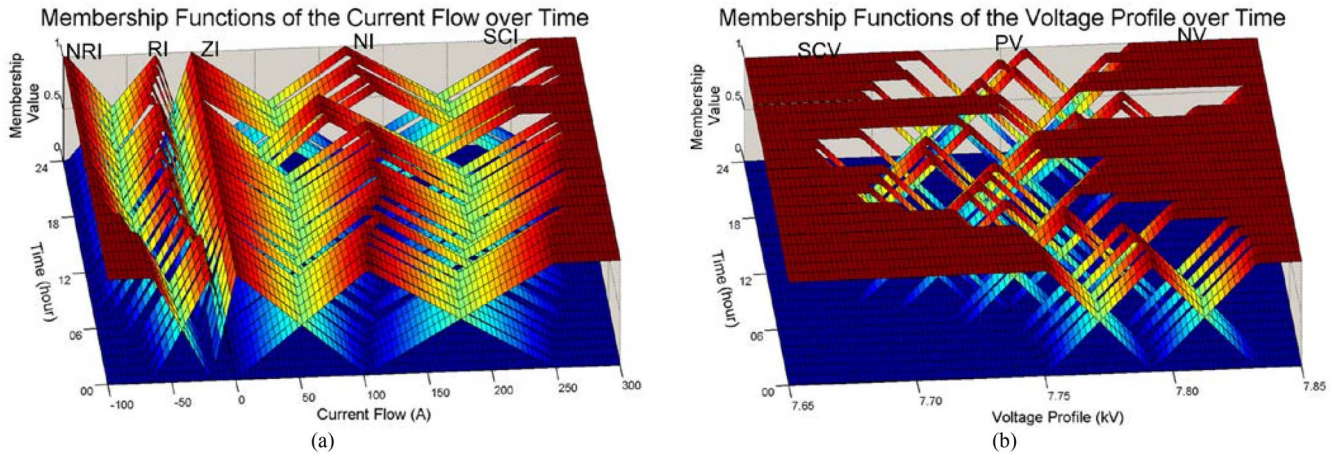 Membership Functions of the Current Flow over Time
NRI RI ZI NI SCI
Membership
Value
1
0.5
0
24
18
12
06
00
Time (hour)
-100 -50 0 50 100 150 200 250 300
Current Flow (A)
(a)
Membership Functions of the Voltage Profile over Time
SCV PV NV
Membership
Value
1
0.5
0
24
18
12
06
00
Time (hour)
7.65 7.70 7.75 7.80 7.85
Voltage Profile (kV)
(b)